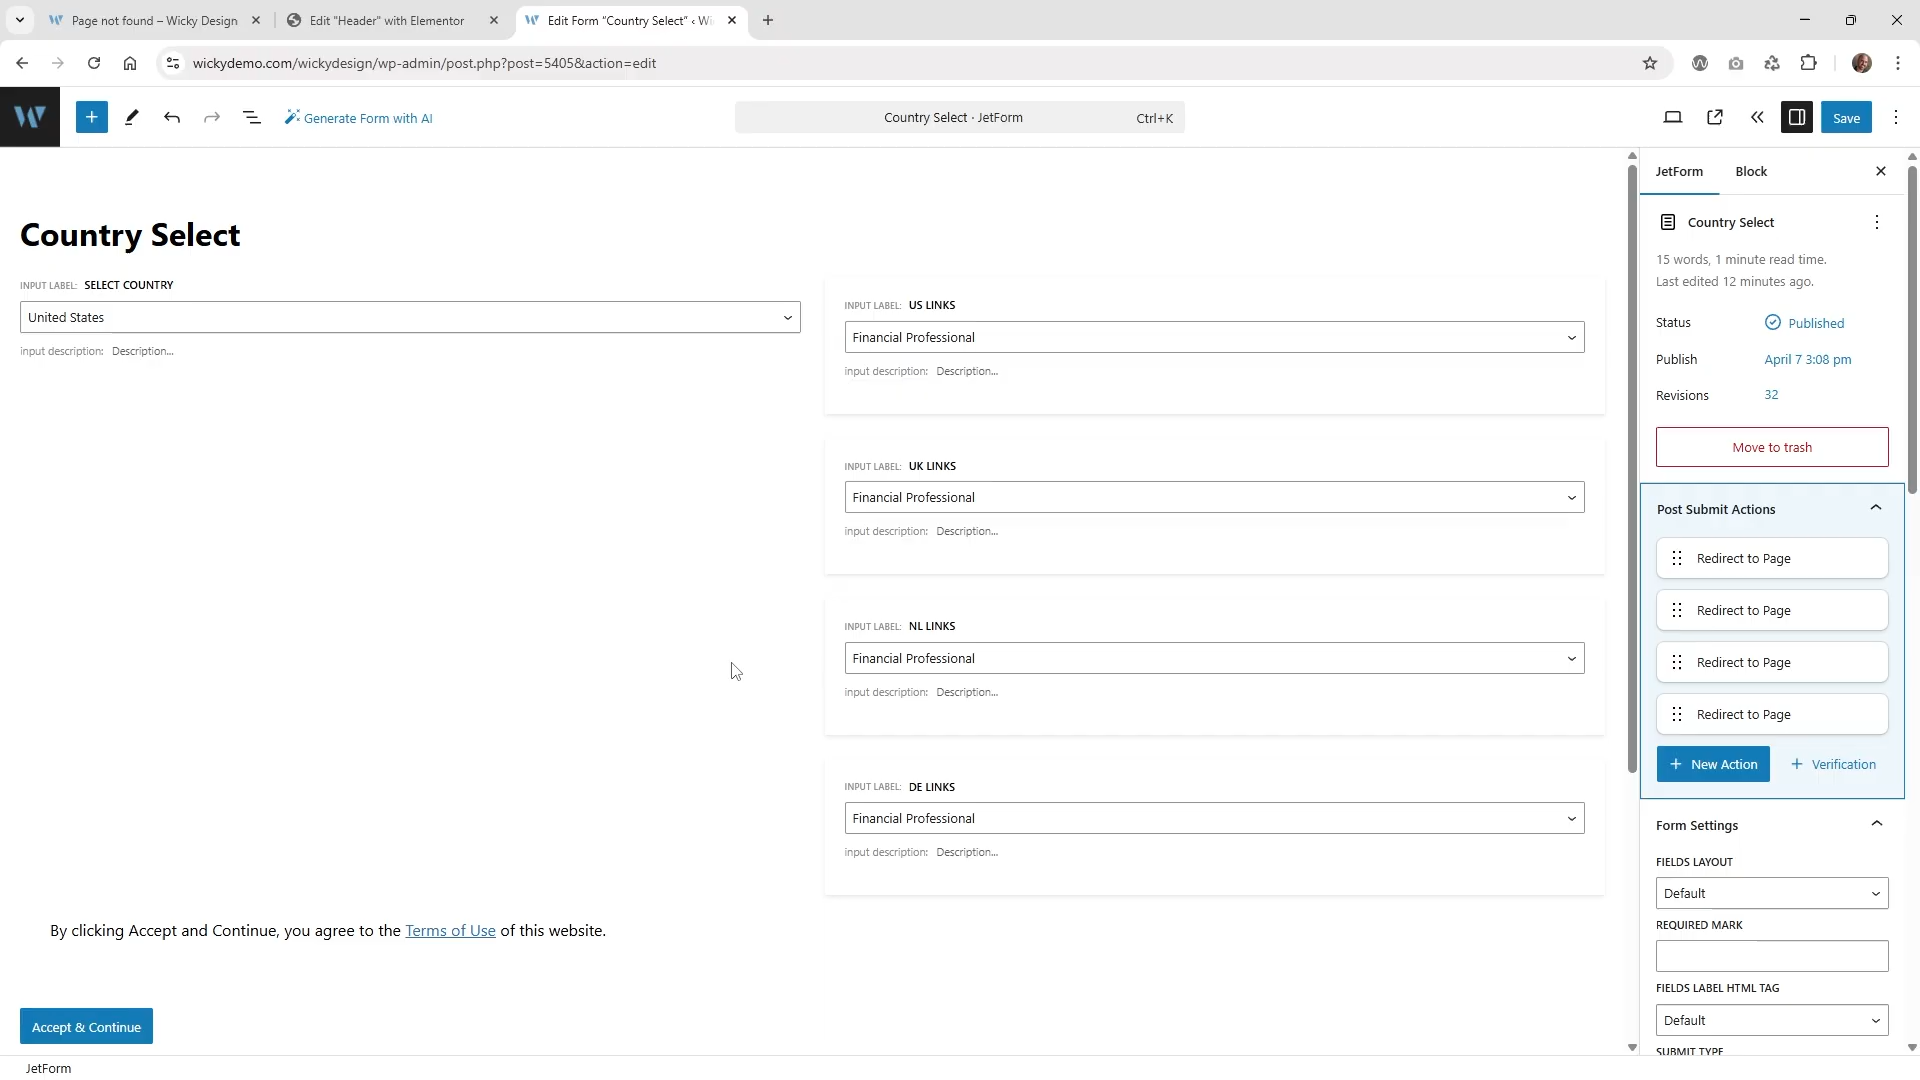 Page not found – Wicky Design
Edit "Header" with Elementor
Edit Form "Country Select" ‹ Wi
wickydemo.com/wickydesign/wp-admin/post.php?post=5405&action=edit
Generate Form with AI
Country Select · JetForm
Ctrl+K
Save
JetForm
Block
Country Select
15 words, 1 minute read time.
Last edited 12 minutes ago.
Status
Published
Publish
April 7 3:08 pm
Revisions
32
Move to trash
Post Submit Actions
Redirect to Page
Redirect to Page
Redirect to Page
Redirect to Page
New Action
Verification
Form Settings
FIELDS LAYOUT
Default
REQUIRED MARK
FIELDS LABEL HTML TAG
Default
SUBMIT TYPE
Country Select
INPUT LABEL: SELECT COUNTRY
United States
input description: Description...
INPUT LABEL: US LINKS
Financial Professional
input description: Description...
INPUT LABEL: UK LINKS
Financial Professional
input description: Description...
INPUT LABEL: NL LINKS
Financial Professional
input description: Description...
INPUT LABEL: DE LINKS
Financial Professional
input description: Description...
By clicking Accept and Continue, you agree to the Terms of Use of this website.
Accept & Continue
JetForm